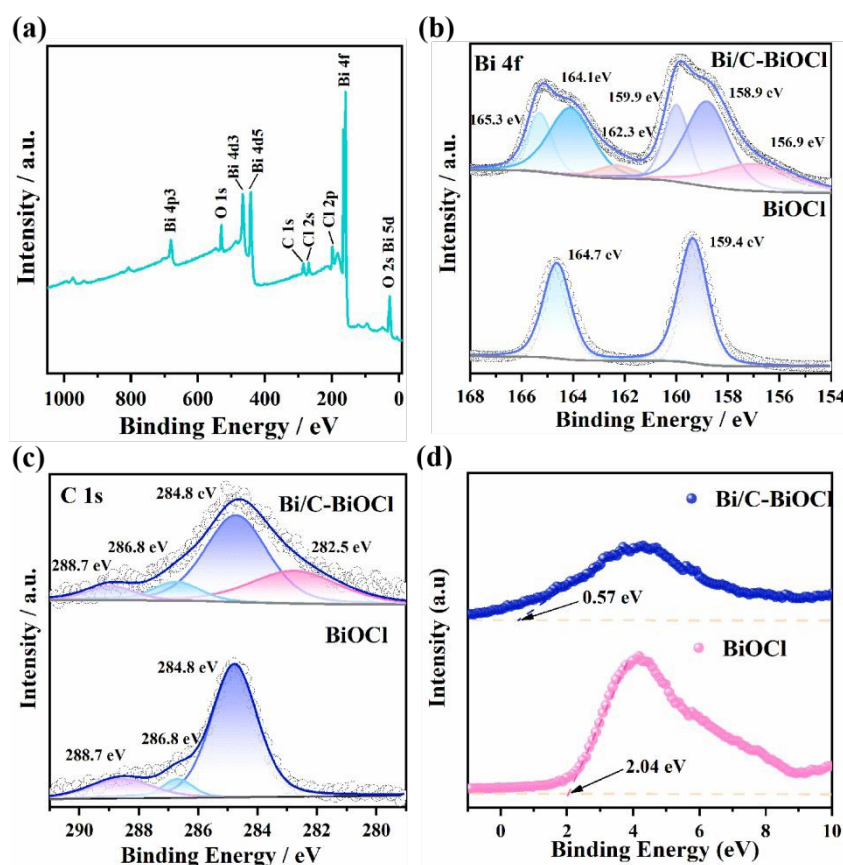 (a)
Intensity / a.u.
Bi 4p3
O 1s
Bi 4d3
Bi 4d5
C 1s
Cl 2s
Cl 2p
Bi 4f
O 2s Bi 5d
1000 800 600 400 200 0
Binding Energy / eV
(b)
Intensity / a.u.
Bi 4f
Bi/C-BiOCl
165.3 eV
164.1eV
162.3 eV
159.9 eV
158.9 eV
156.9 eV
BiOCl
164.7 eV
159.4 eV
168 166 164 162 160 158 156 154
Binding Energy / eV
(c)
Intensity / a.u.
C 1s
Bi/C-BiOCl
288.7 eV
286.8 eV
284.8 eV
282.5 eV
BiOCl
288.7 eV
286.8 eV
284.8 eV
290 288 286 284 282 280
Binding Energy / eV
(d)
Intensity (a.u)
Bi/C-BiOCl
0.57 eV
BiOCl
2.04 eV
0 2 4 6 8 10
Binding Energy (eV)